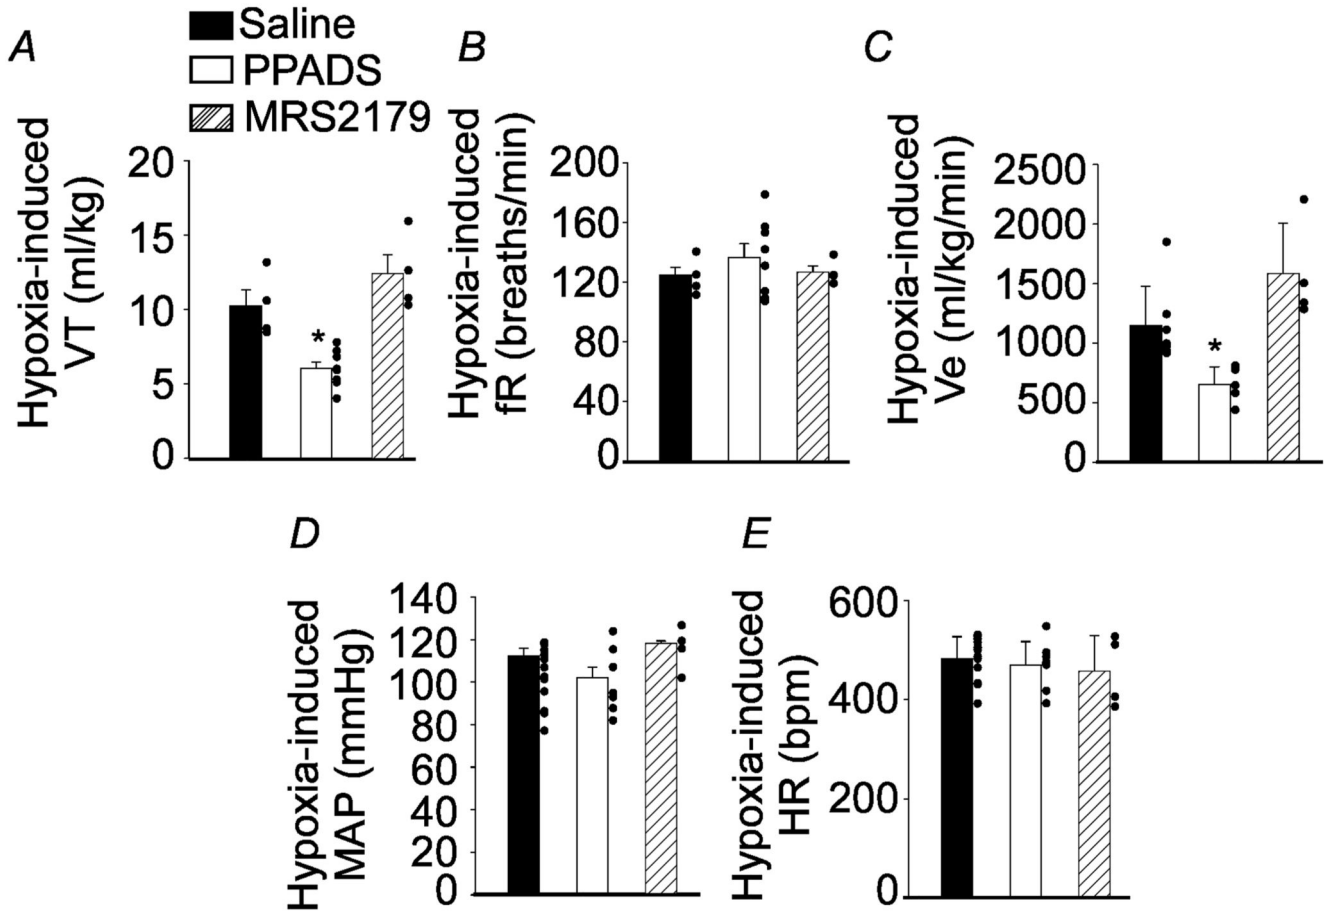 A
Saline
PPADS
MRS2179
Hypoxia-induced
VT (ml/kg)
20
15
10
5
0
*
B
Hypoxia-induced
fR (breaths/min)
200
160
120
80
40
0
C
Hypoxia-induced
Ve (ml/kg/min)
2500
2000
1500
1000
500
0
*
D
Hypoxia-induced
MAP (mmHg)
140
120
100
80
60
40
20
0
E
Hypoxia-induced
HR (bpm)
600
400
200
0